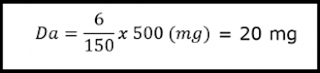 Da = 6/150 x 500 (mg) = 20 mg